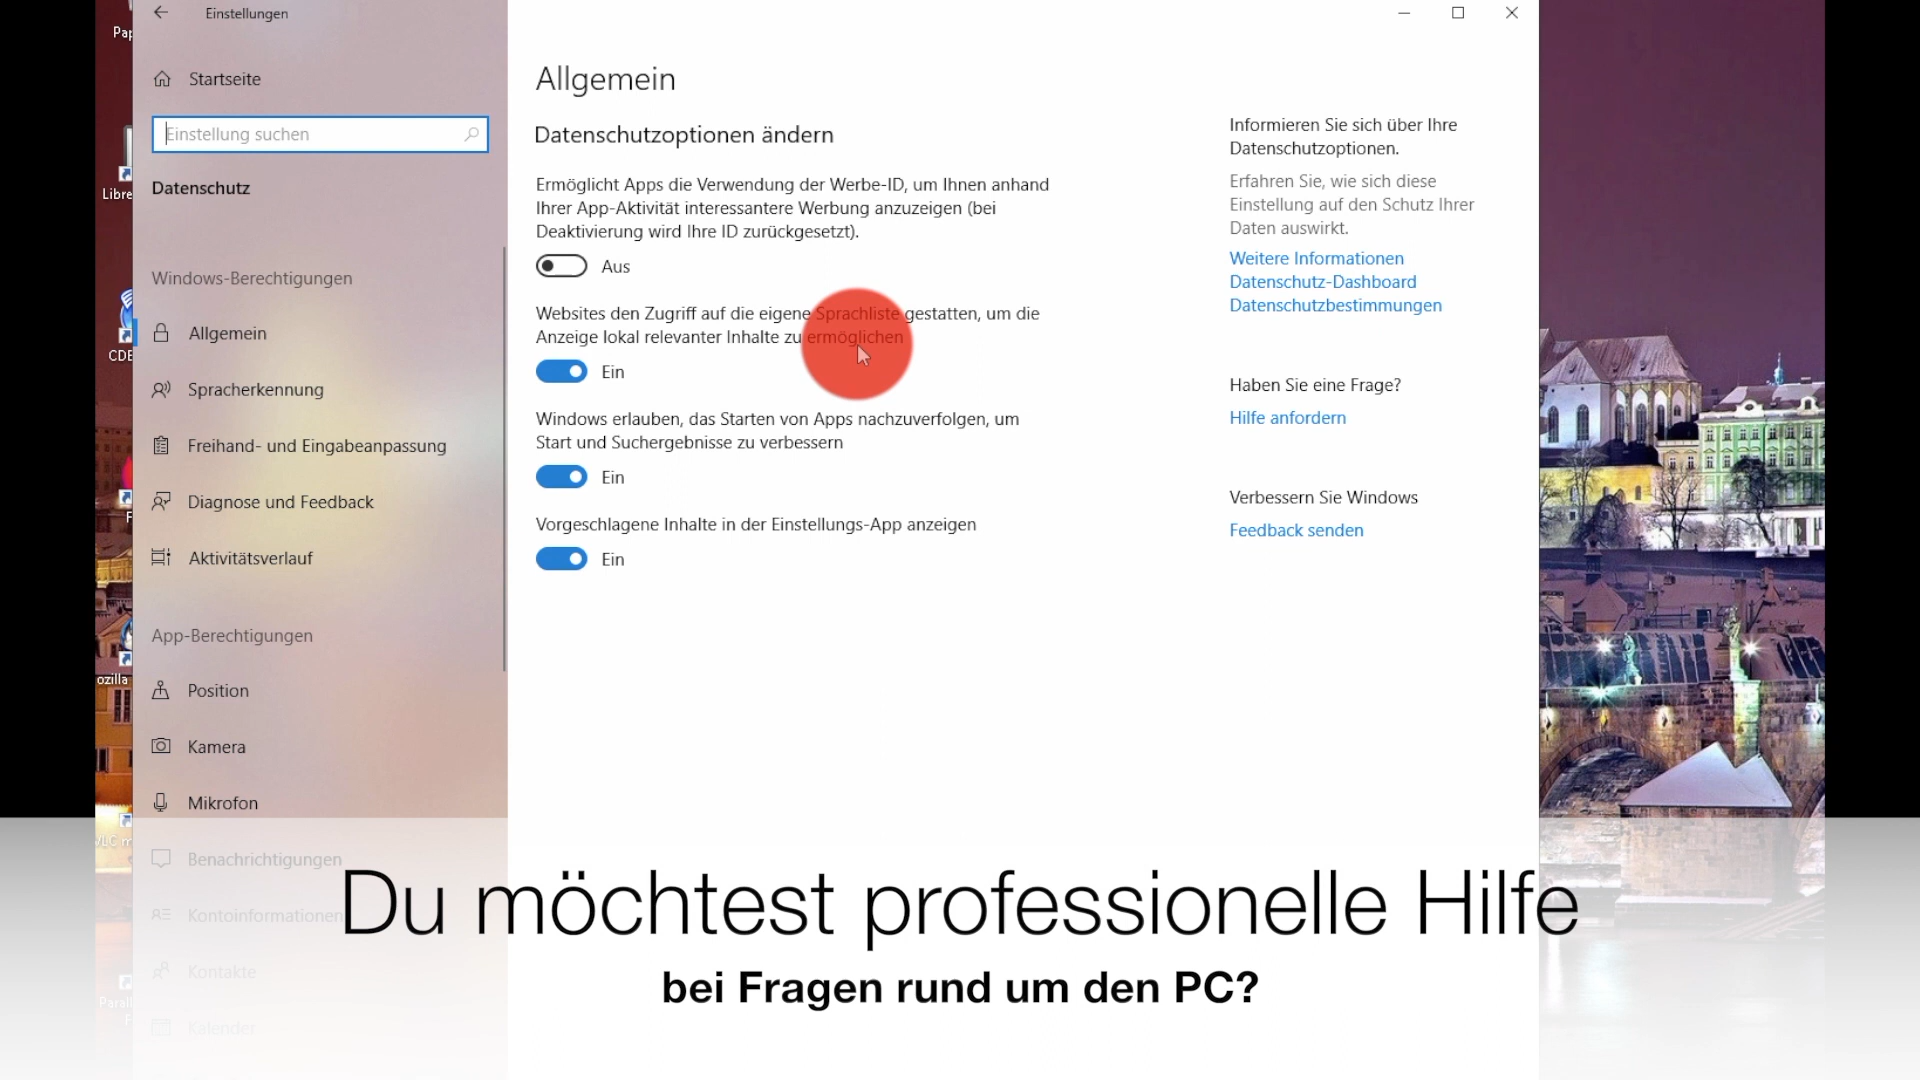 Einstellungen
Pap
Startseite
Einstellung suchen
Libre
Datenschutz
Windows-Berechtigungen
Allgemein
CDE
Spracherkennung
Freihand- und Eingabeanpassung
Diagnose und Feedback
F
Aktivitätsverlauf
App-Berechtigungen
ozilla
Position
Kamera
Mikrofon
VLC m
Benachrichtigungen
Kontoinformationen
Kontakte
Parall
Kalender
Allgemein
Datenschutzoptionen ändern
Ermöglicht Apps die Verwendung der Werbe-ID, um Ihnen anhand
Ihrer App-Aktivität interessantere Werbung anzuzeigen (bei
Deaktivierung wird Ihre ID zurückgesetzt).
Aus
Websites den Zugriff auf die eigene Sprachliste gestatten, um die
Anzeige lokal relevanter Inhalte zu ermöglichen
Ein
Windows erlauben, das Starten von Apps nachzuverfolgen, um
Start und Suchergebnisse zu verbessern
Ein
Vorgeschlagene Inhalte in der Einstellungs-App anzeigen
Ein
Informieren Sie sich über Ihre
Datenschutzoptionen.
Erfahren Sie, wie sich diese
Einstellung auf den Schutz Ihrer
Daten auswirkt.
Weitere Informationen
Datenschutz-Dashboard
Datenschutzbestimmungen
Haben Sie eine Frage?
Hilfe anfordern
Verbessern Sie Windows
Feedback senden
Du möchtest professionelle Hilfe
bei Fragen rund um den PC?